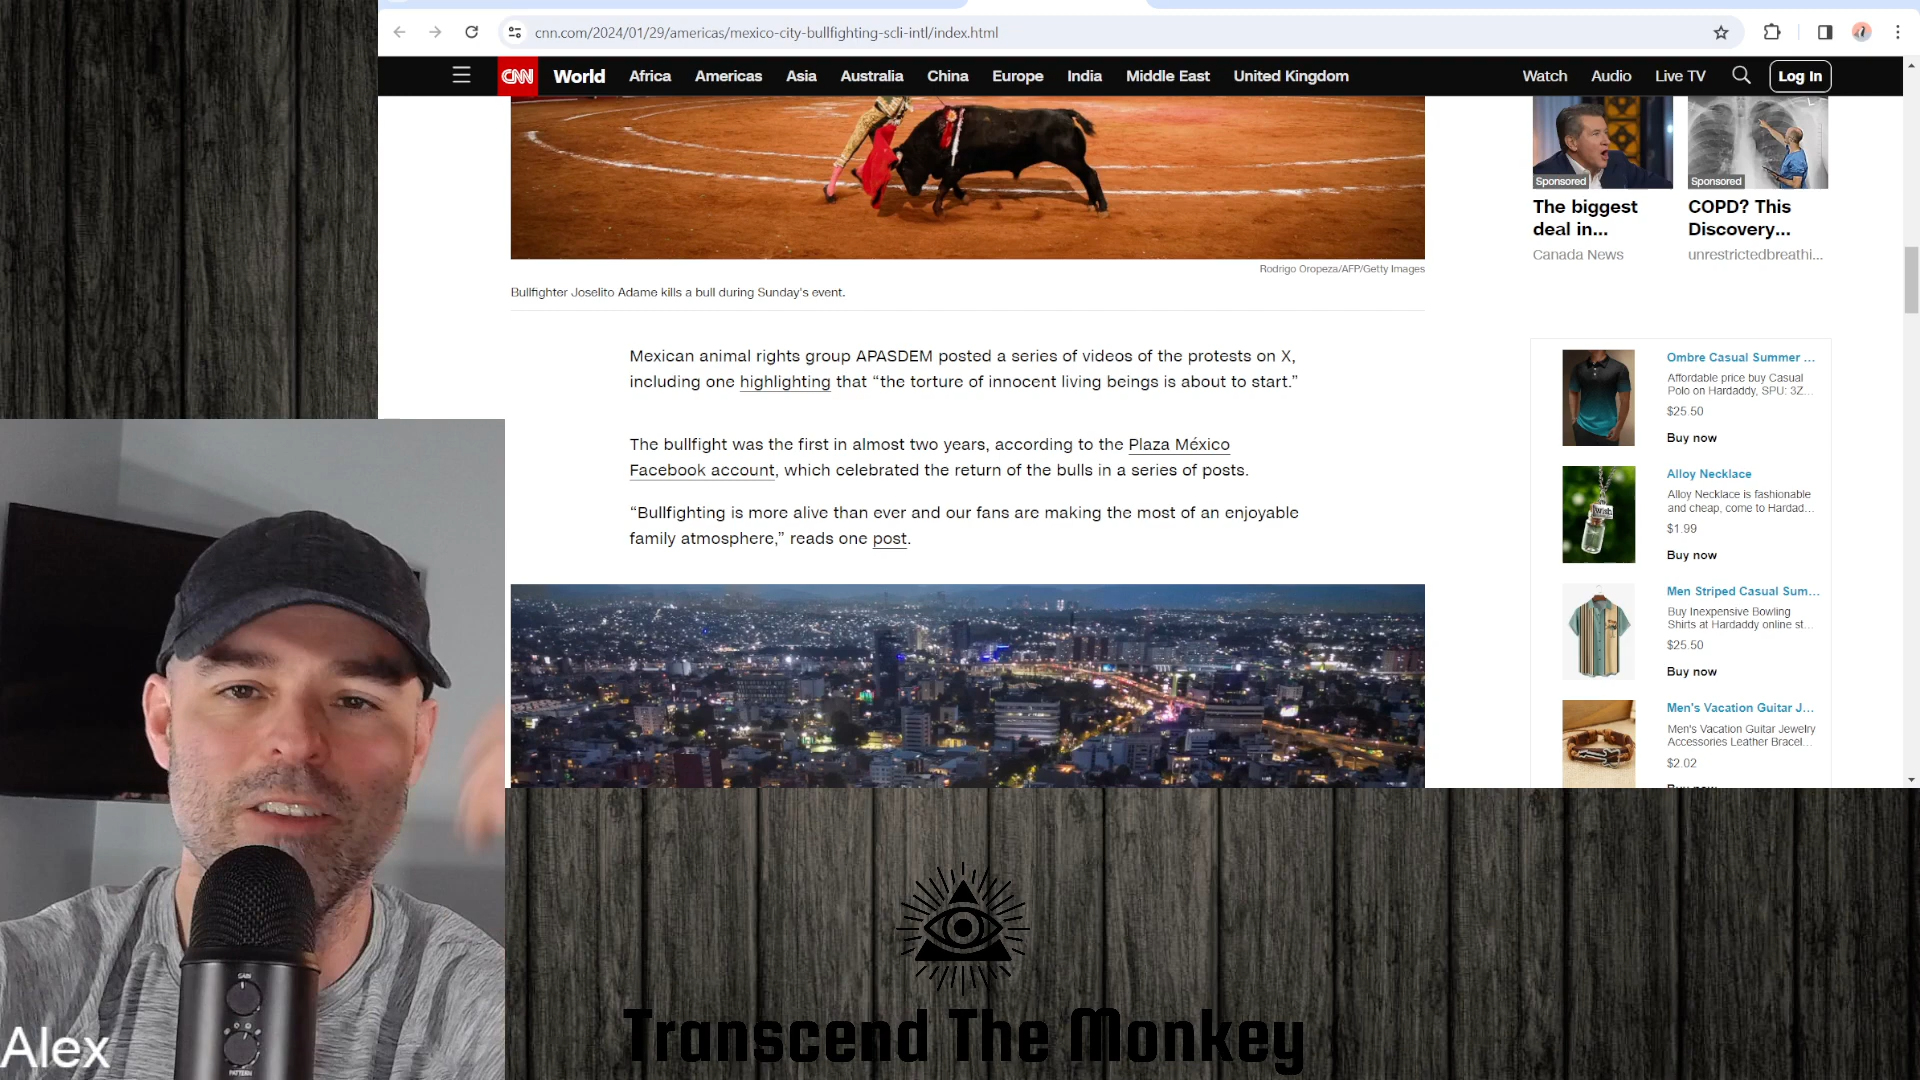 cnn.com/2024/01/29/americas/mexico-city-bullfighting-scli-intl/index.html
CNN World Africa Americas Asia Australia China Europe India Middle East United Kingdom Watch Audio Live TV Log In
Rodrigo Oropeza/AFP/Getty Images
Bullfighter Joselito Adame kills a bull during Sunday's event.
Mexican animal rights group APASDEM posted a series of videos of the protests on X,
including one highlighting that “the torture of innocent living beings is about to start.”
The bullfight was the first in almost two years, according to the Plaza México
Facebook account, which celebrated the return of the bulls in a series of posts.
“Bullfighting is more alive than ever and our fans are making the most of an enjoyable
family atmosphere,” reads one post.
Sponsored
The biggest
deal in...
Canada News
Sponsored
COPD? This
Discovery...
unrestrictedbreathi...
Ombre Casual Summer ...
Affordable price buy Casual
Polo on Hardaddy, SPU: 3Z...
$25.50
Buy now
Alloy Necklace
Alloy Necklace is fashionable
and cheap, come to Hardad...
$1.99
Buy now
Men Striped Casual Sum...
Buy Inexpensive Bowling
Shirts at Hardaddy online st...
$25.50
Buy now
Men's Vacation Guitar J...
Men's Vacation Guitar Jewelry
Accessories Leather Bracel...
$2.02
GAIN
PATTERN
Alex
Transcend The Monkey